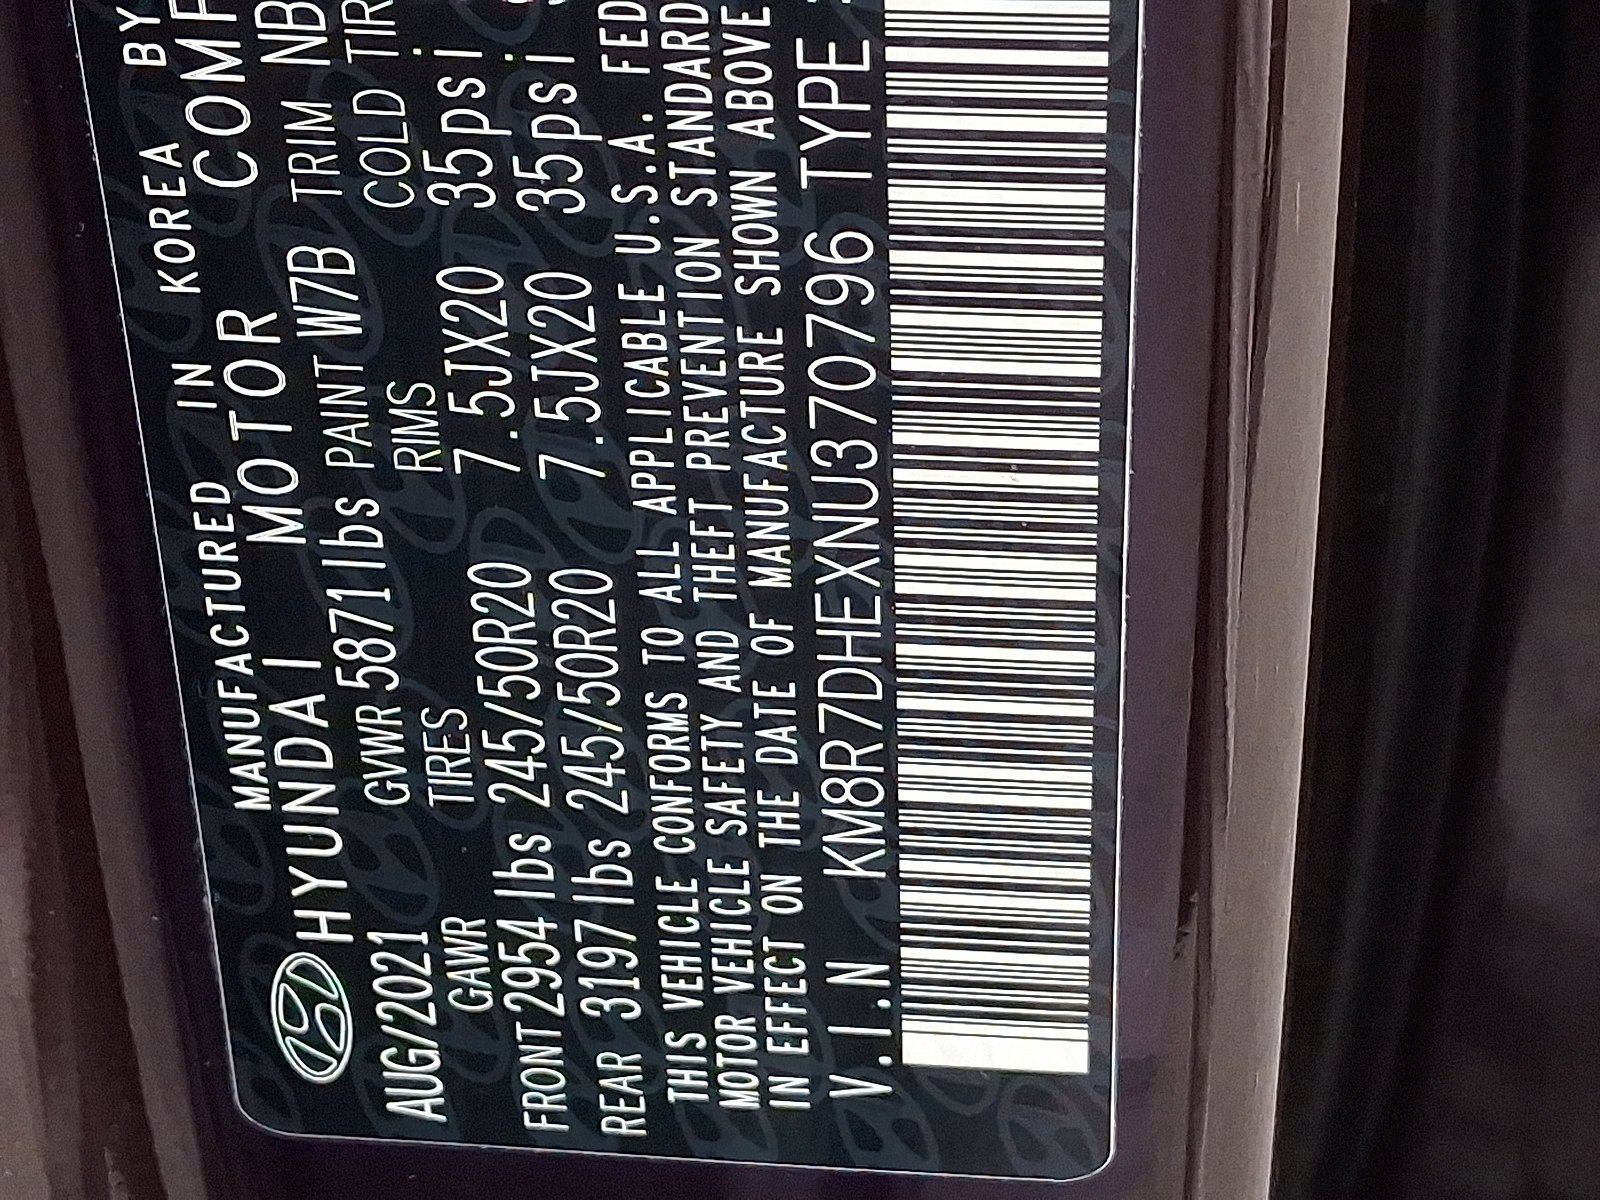 MANUFACTURED IN KOREA BY
HYUNDAI MOTOR COMP
AUG/2021 GVWR 5871lbs PAINT W7B TRIM NB
GAWR TIRES RIMS COLD TIR
FRONT 2954 lbs 245/50R20 7.5JX20 35psi
REAR 3197 lbs 245/50R20 7.5JX20 35psi
THIS VEHICLE CONFORMS TO ALL APPLICABLE U.S.A. FED
MOTOR VEHICLE SAFETY AND THEFT PREVENTION STANDARD
IN EFFECT ON THE DATE OF MANUFACTURE SHOWN ABOVE
V.I.N KM8R7DHEXNU370796 TYPE